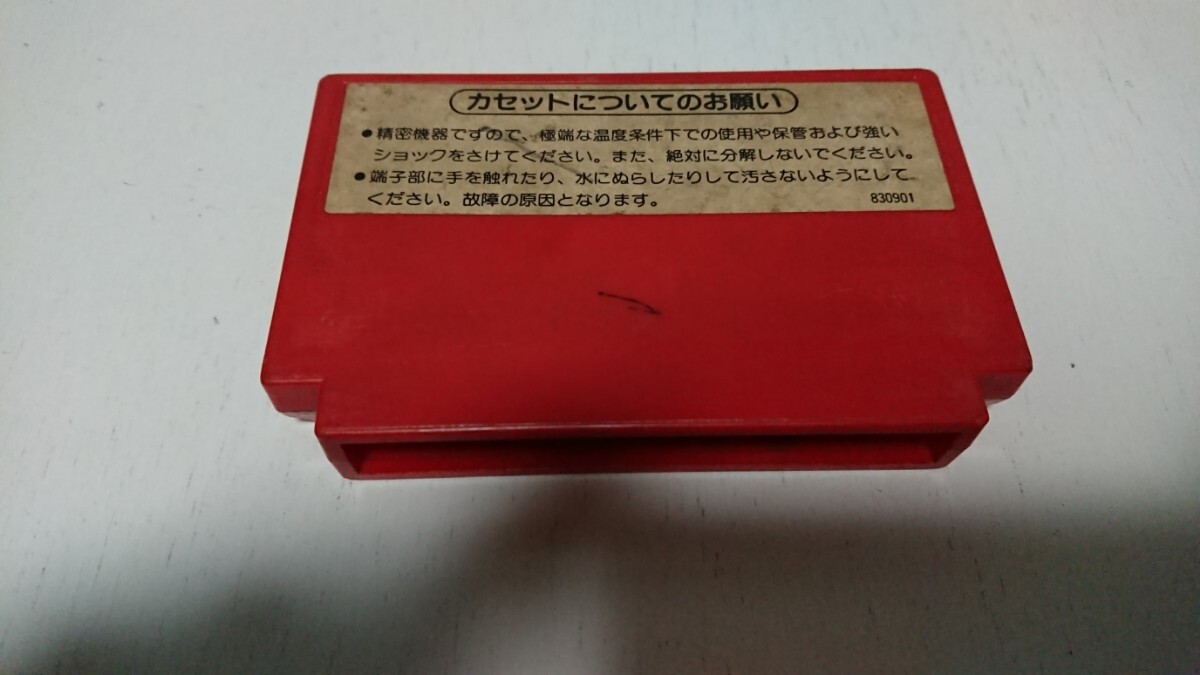 カセットについてのお願い
●精密機器ですので、極端な温度条件下での使用や保管および強い
ショックをさけてください。また、絶対に分解しないでください。
●端子部に手を触れたり、水にぬらしたりして汚さないようにして
ください。故障の原因となります。 830901